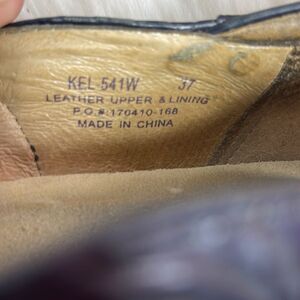 KEL 541W 37
LEATHER UPPER & LINING
P.O.#:170410-168
MADE IN CHINA